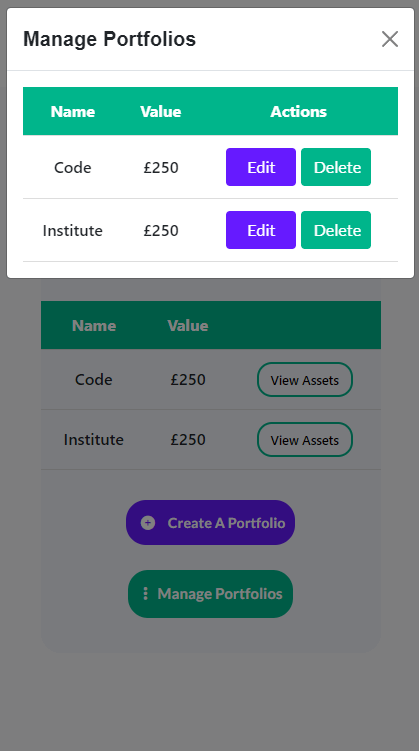 Manage Portfolios
Name Value Actions
Code £250 Edit Delete
Institute £250 Edit Delete
Name Value
Code £250 View Assets
Institute £250 View Assets
Create A Portfolio
Manage Portfolios